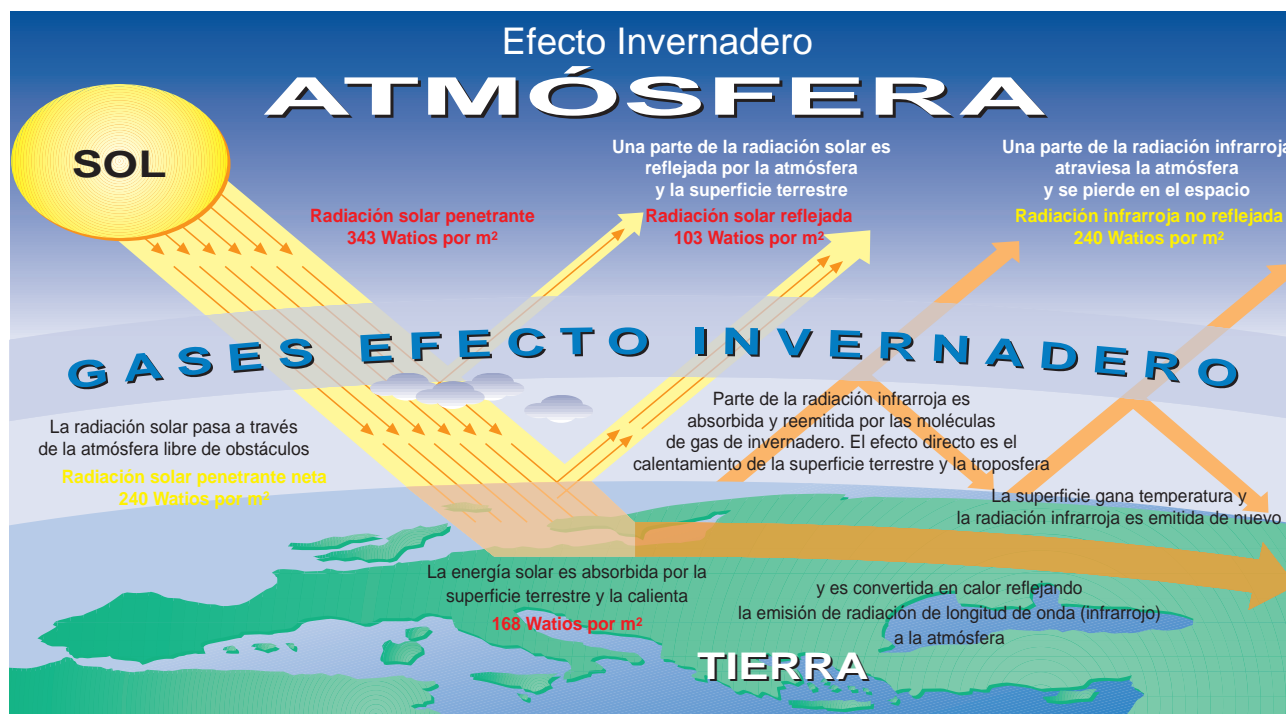 Efecto Invernadero
ATMÓSFERA
SOL
Una parte de la radiación solar es
reflejada por la atmósfera
y la superficie terrestre
Una parte de la radiación infrarroja
atraviesa la atmósfera
y se pierde en el espacio
Radiación solar penetrante
343 Watios por m²
Radiación solar reflejada
103 Watios por m²
Radiación infrarroja no reflejada
240 Watios por m²
GASES EFECTO INVERNADERO
La radiación solar pasa a través
de la atmósfera libre de obstáculos
Radiación solar penetrante neta
240 Watios por m²
Parte de la radiación infrarroja es
absorbida y reemitida por las moléculas
de gas de invernadero. El efecto directo es el
calentamiento de la superficie terrestre y la troposfera
La superficie gana temperatura y
la radiación infrarroja es emitida de nuevo
La energía solar es absorbida por la
superficie terrestre y la calienta
168 Watios por m²
y es convertida en calor reflejando
la emisión de radiación de longitud de onda (infrarrojo)
a la atmósfera
TIERRA